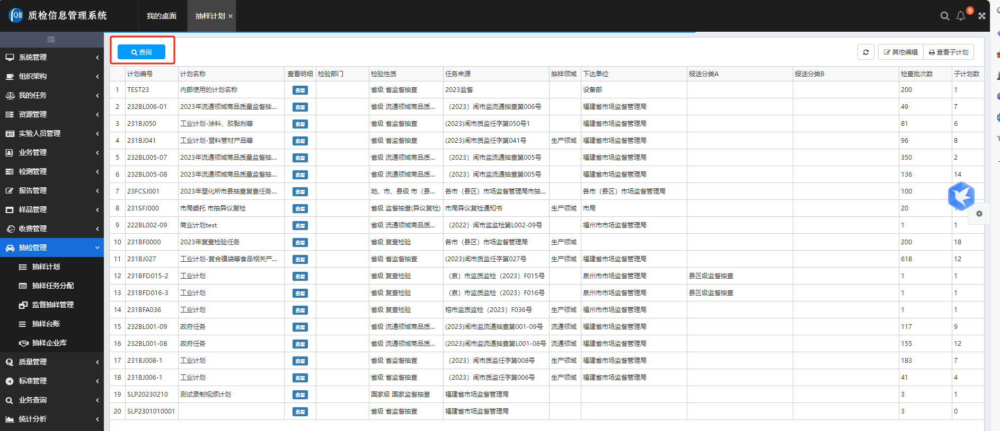 质检信息管理系统
我的桌面
抽样计划 ×
9
系统管理
组织架构
我的任务
资源管理
实验人员管理
业务管理
检测管理
报告管理
样品管理
收费管理
抽检管理
抽样计划
抽样任务分配
监督抽样管理
抽样台账
抽样企业库
质量管理
标准管理
业务查询
统计分析
查询
其他编辑 查看子计划
计划编号 计划名称 查看明细 检验部门 检验性质 任务来源 抽样领域 下达单位 报送分类A 报送分类B 检查批次数 子计划数
1 TEST23 内部使用的计划名称 查看 省级 省监督抽查 2023监督 设备部 200 1
2 232BL006-01 2023年流通领域商品质量监督抽... 查看 省级 流通领域商品质... （2023）闽市监流通抽查第006号 福建省市场监督管理局 49 7
3 231BJ050 工业计划-涂料、胶黏剂等 查看 省级 省监督抽查 (2023)闽市质监任字第050号1 福建省市场监督管理局 81 6
4 231BJ041 工业计划-塑料管材产品等 查看 省级 省监督抽查 (2023)闽市质监任字第041号 生产领域 福建省市场监督管理局 96 8
5 232BL005-07 2023年流通领域商品质量监督抽... 查看 省级 流通领域商品质... （2023）闽市监流通抽查第005号 福建省市场监督管理局 350 2
6 232BL005-08 2023年流通领域商品质量监督抽... 查看 省级 流通领域商品质... （2023）闽市监流通抽查第005号 福建省市场监督管理局 136 14
7 23FCSJ001 2023年塑化所市县抽查复查任务... 查看 地、市、县级 市（县... 各市（县区）市场监督管理局市抽... 各市（县区）市场监督管理局 100
8 231SFJ000 市局委托 市抽异议复检 查看 省级 监督抽查(异议复检) 市局异议复检通知书 生产领域 市局 20
9 222BL002-09 商业计划test 查看 省级 流通领域商品质... （2022）闽市监监检第L002-09号 福州市市场监督管理局 1 1
10 231BF0000 2023年复查检验任务 查看 省级 复查检验 各市（县区）市场监督管理局 生产领域 200 18
11 231BJ027 工业计划-复合膜袋等食品相关产... 查看 省级 省监督抽查 (2023)闽市质监任字第027号 生产领域 福建省市场监督管理局 618 12
12 231BFD015-2 工业计划 查看 省级 复查检验 （泉）市监质监检（2023）F015号 泉州市市场监督管理局 县区级监督抽查 1 1
13 231BFD016-3 工业计划 查看 省级 复查检验 （泉）市监质监检（2023）F016号 泉州市市场监督管理局 县区级监督抽查 1 1
14 231BFA036 工业计划 查看 省级 复查检验 榕市监质监检（2023）F036号 生产领域 福州市市场监督管理局 1 1
15 232BL001-09 政府任务 查看 省级 流通领域商品质... (2023)闽市监流通抽查第001-09号 流通领域 福建省市场监督管理局 117 9
16 232BL001-08 政府任务 查看 省级 流通领域商品质... (2023)闽市监流通抽查第L001-08号 流通领域 福建省市场监督管理局 155 12
17 231BJ008-1 工业计划 查看 省级 省监督抽查 （2023）闽市质监任字第008号 生产领域 福建省市场监督管理局 183 7
18 231BJ006-1 工业计划 查看 省级 省监督抽查 （2023）闽市质监任字第006号 生产领域 福建省市场监督管理局 41 4
19 SLP20230210 测试录制视频计划 查看 国家级 国家监督抽查 福建省市场监督管理局 3 1
20 SLP2301010001 查看 省级 省监督抽查 福建省市场监督管理局 3 0